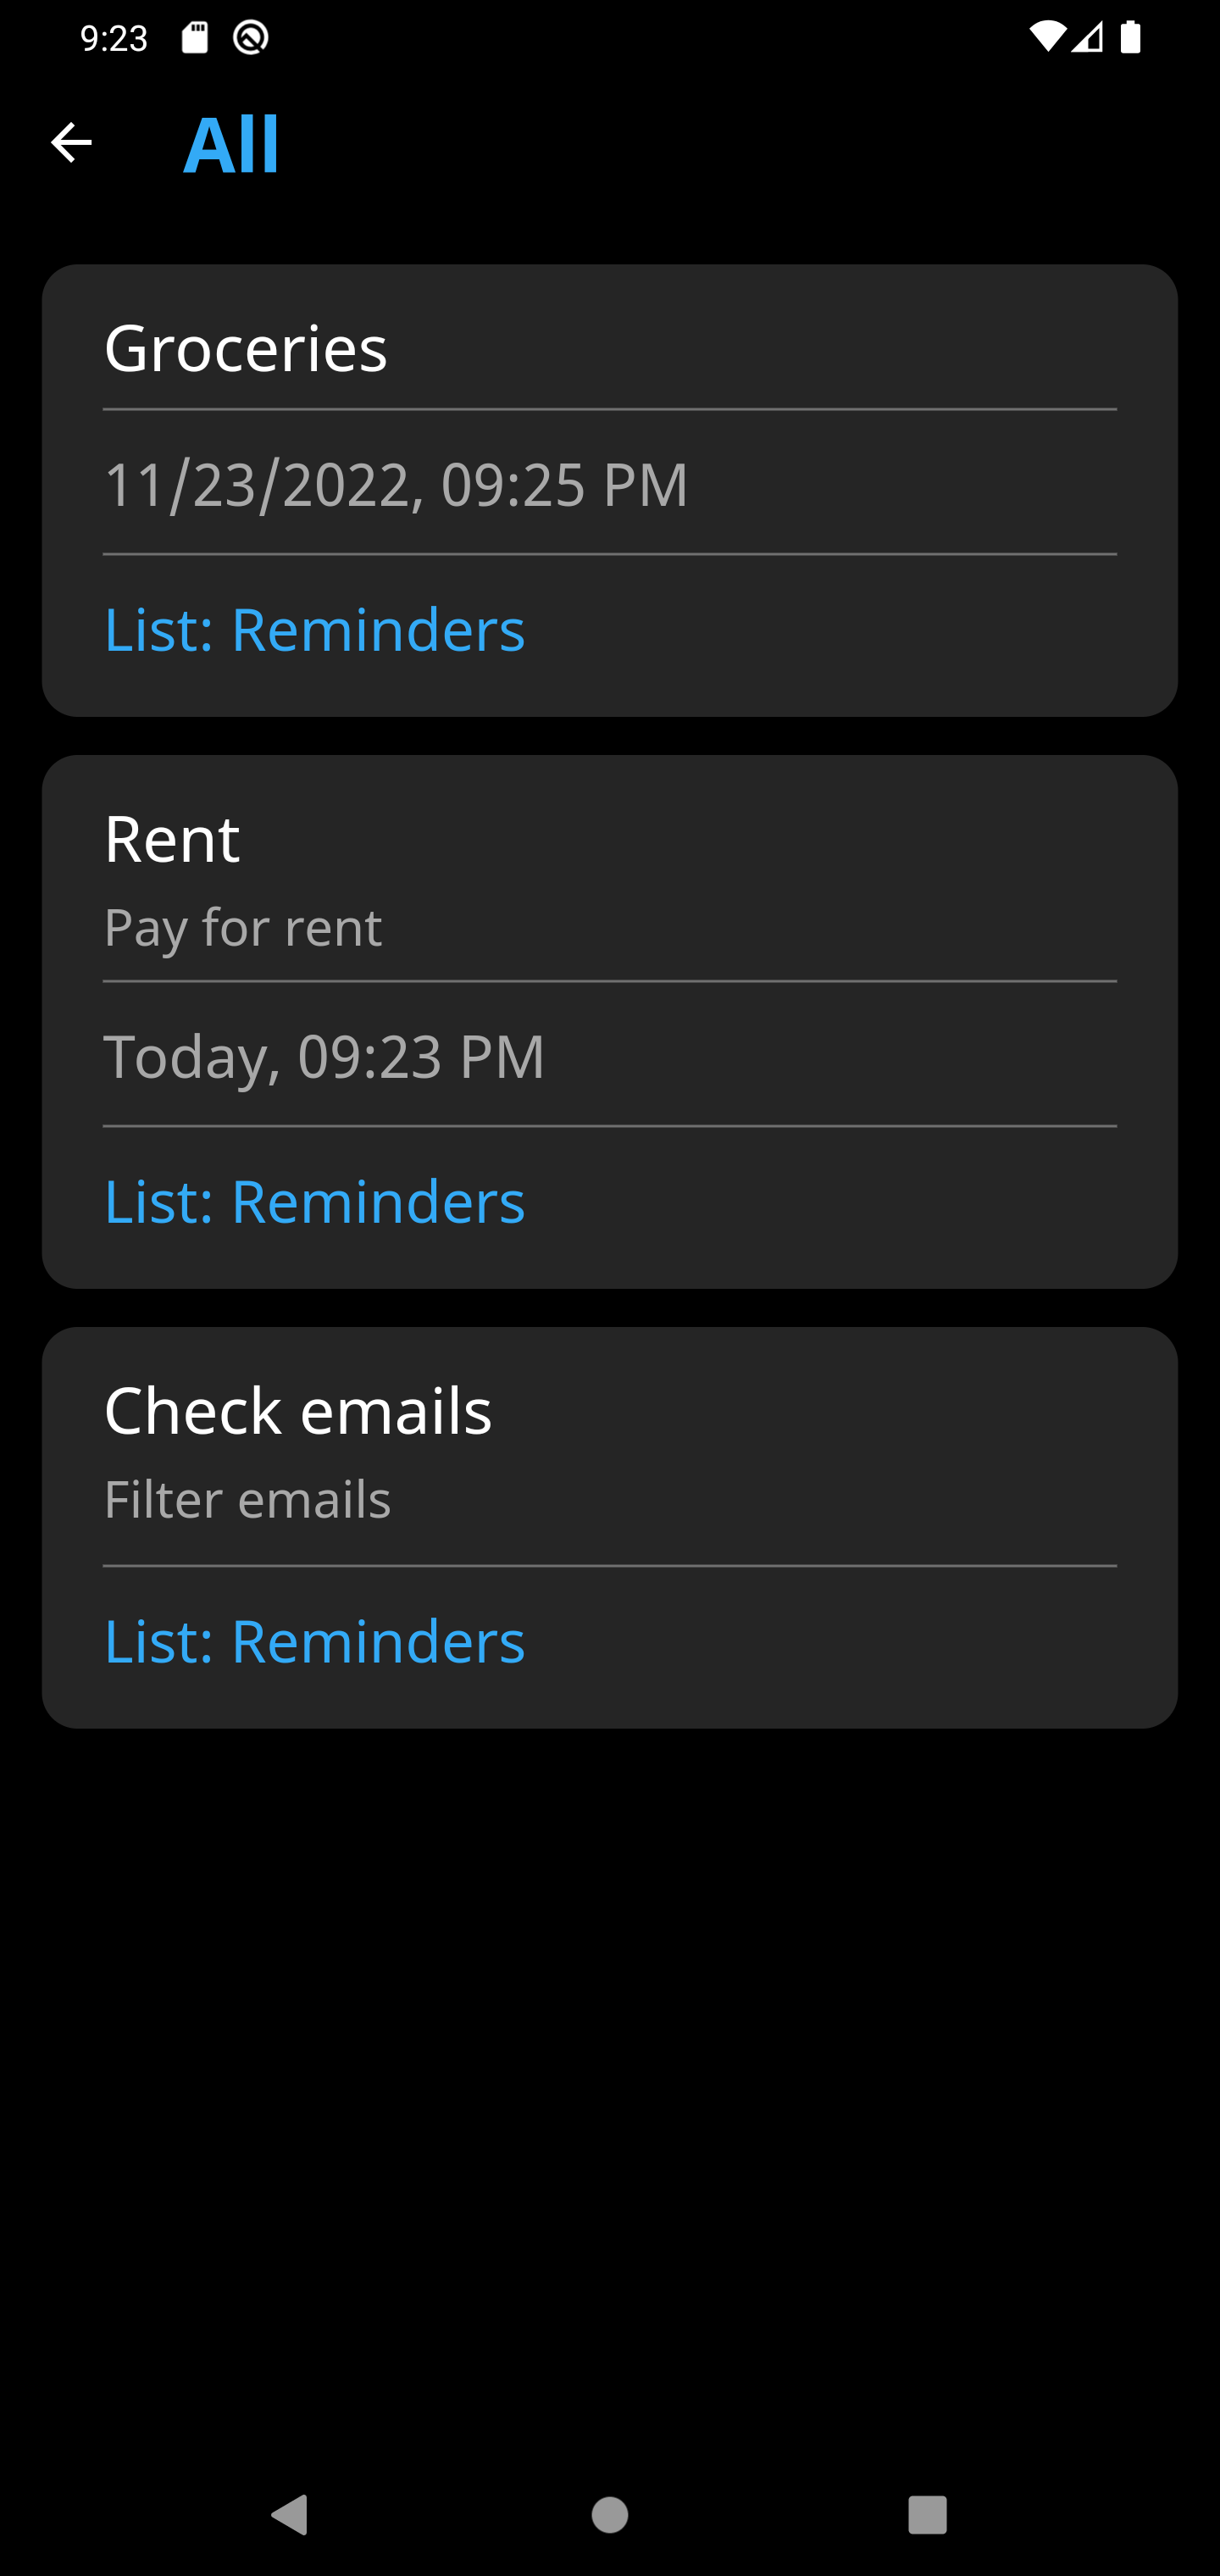 9:23
All
Groceries
11/23/2022, 09:25 PM
List: Reminders
Rent
Pay for rent
Today, 09:23 PM
List: Reminders
Check emails
Filter emails
List: Reminders